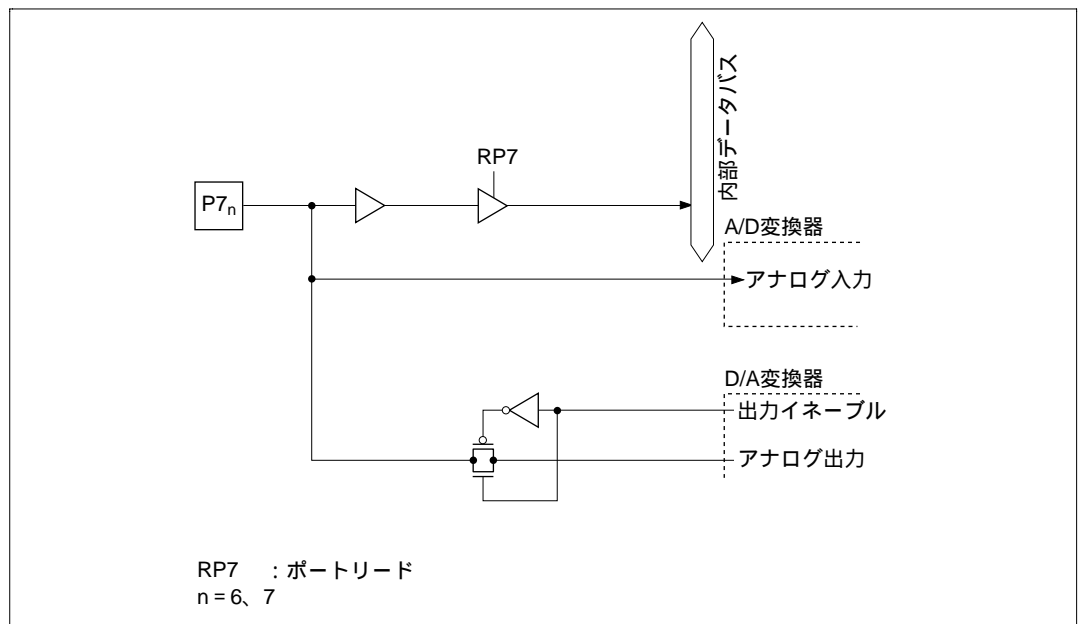 内部データバス
RP7
P7n
A/D変換器
アナログ入力
D/A変換器
出力イネーブル
アナログ出力
RP7 : ポートリード
n = 6、7